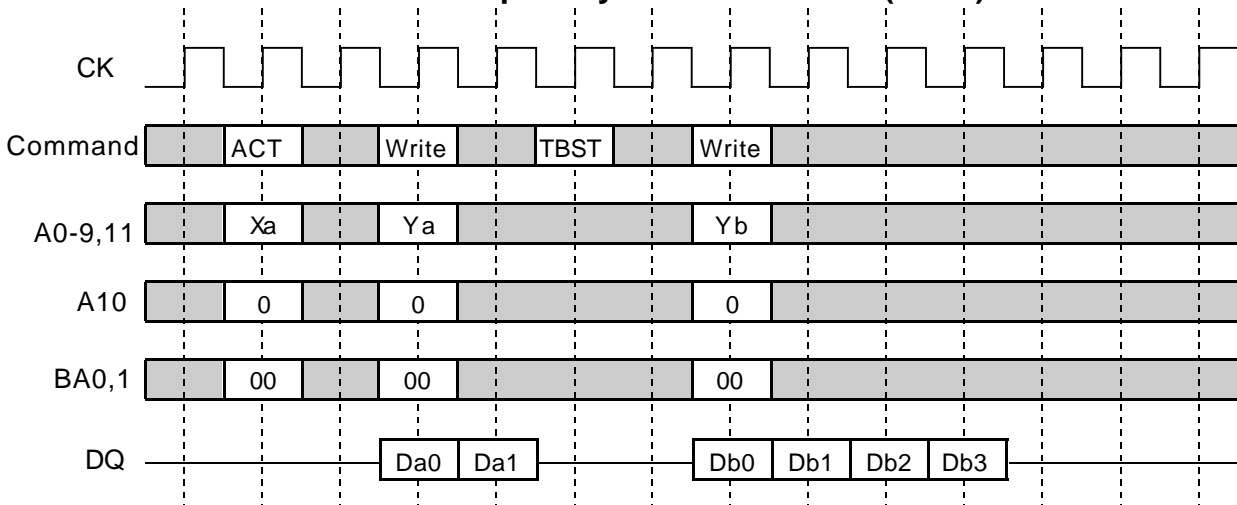 CK
Command ACT Write TBST Write
A0-9,11 Xa Ya Yb
A10 0 0 0
BA0,1 00 00 00
DQ Da0 Da1 Db0 Db1 Db2 Db3